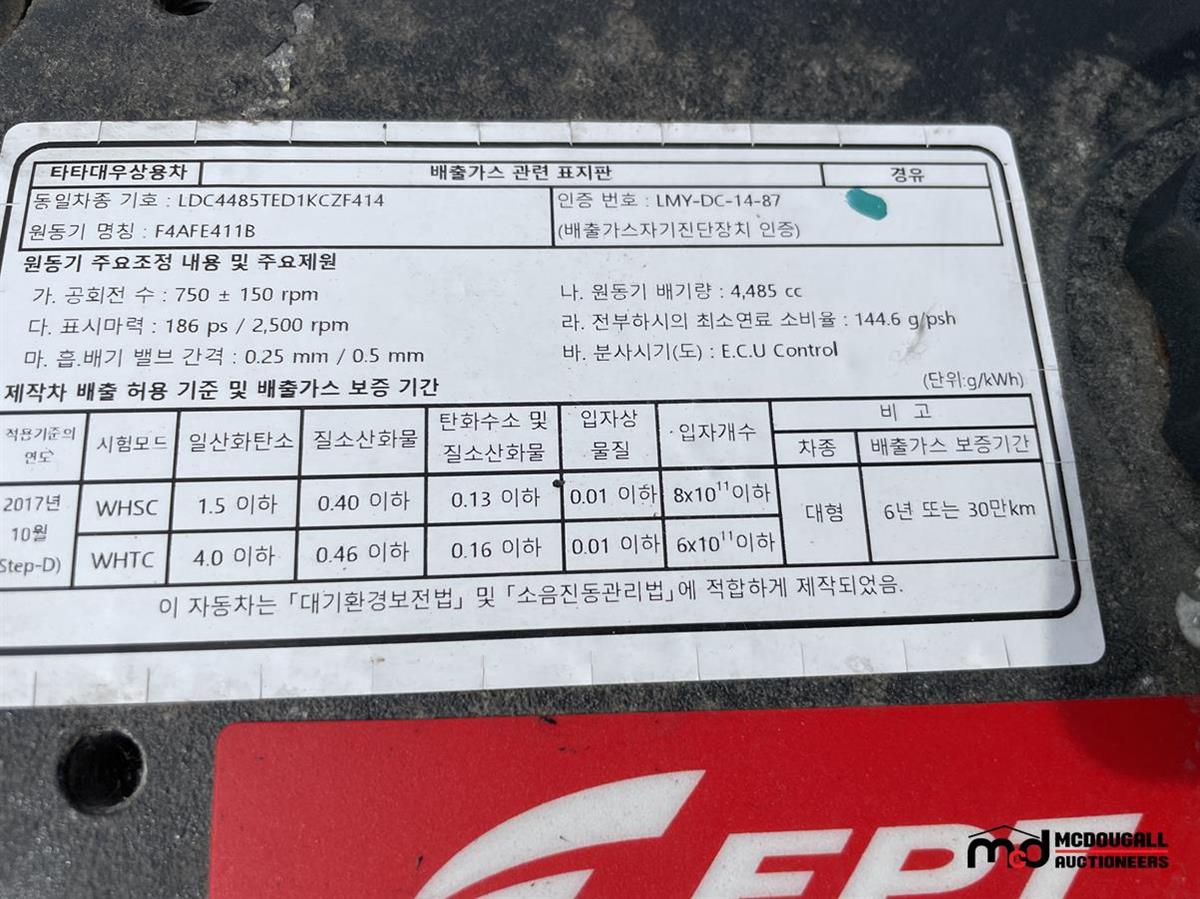 타타대우상용차 배출가스 관련 표지판 경유
동일차종 기호 : LDC4485TED1KCZF414 인증 번호 : LMY-DC-14-87
원동기 명칭 : F4AFE411B (배출가스자기진단장치 인증)
원동기 주요조정 내용 및 주요제원
가. 공회전 수 : 750 ± 150 rpm 나. 원동기 배기량 : 4,485 cc
다. 표시마력 : 186 ps / 2,500 rpm 라. 전부하시의 최소연료 소비율 : 144.6 g/psh
마. 흡.배기 밸브 간격 : 0.25 mm / 0.5 mm 바. 분사시기(도) : E.C.U Control
제작차 배출 허용 기준 및 배출가스 보증 기간 (단위:g/kWh)
적용기준의 연도 시험모드 일산화탄소 질소산화물 탄화수소 및 질소산화물 입자상 물질 입자개수 비 고
차종 배출가스 보증기간
2017년 10월 Step-D) WHSC 1.5 이하 0.40 이하 0.13 이하 0.01 이하 8x10¹¹이하 대형 6년 또는 30만km
WHTC 4.0 이하 0.46 이하 0.16 이하 0.01 이하 6x10¹¹이하
이 자동차는 「대기환경보전법」 및 「소음진동관리법」에 적합하게 제작되었음.
FPT
mcd MCDOUGALL
AUCTIONEERS